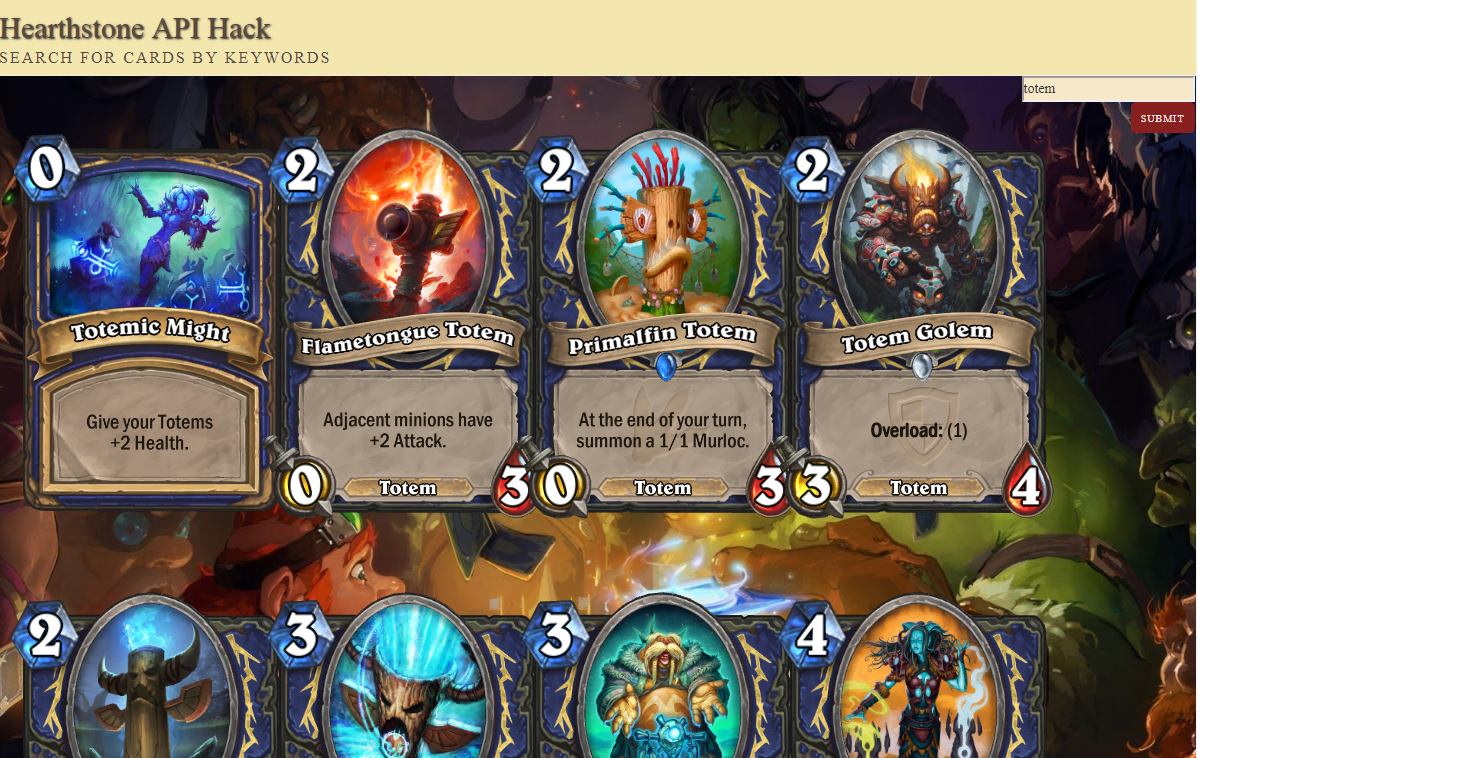 Hearthstone API Hack
SEARCH FOR CARDS BY KEYWORDS
totem
SUBMIT
0
Totemic Might
Give your Totems
+2 Health.
2
Flametongue Totem
Adjacent minions have
+2 Attack.
0
Totem
3
2
Primalfin Totem
At the end of your turn,
summon a 1/1 Murloc.
0
Totem
3
2
Totem Golem
Overload: (1)
3
Totem
4
2
3
3
4